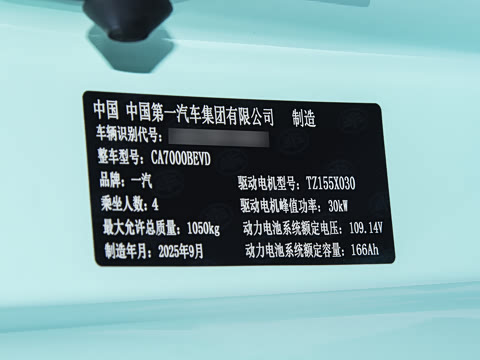 中国 中国第一汽车集团有限公司 制造
车辆识别代号:
整车型号: CA7000BEVD
品牌: 一汽 驱动电机型号: TZ155X030
乘坐人数: 4 驱动电机峰值功率: 30kW
最大允许总质量: 1050kg 动力电池系统额定电压: 109.14V
制造年月: 2025年9月 动力电池系统额定容量: 166Ah